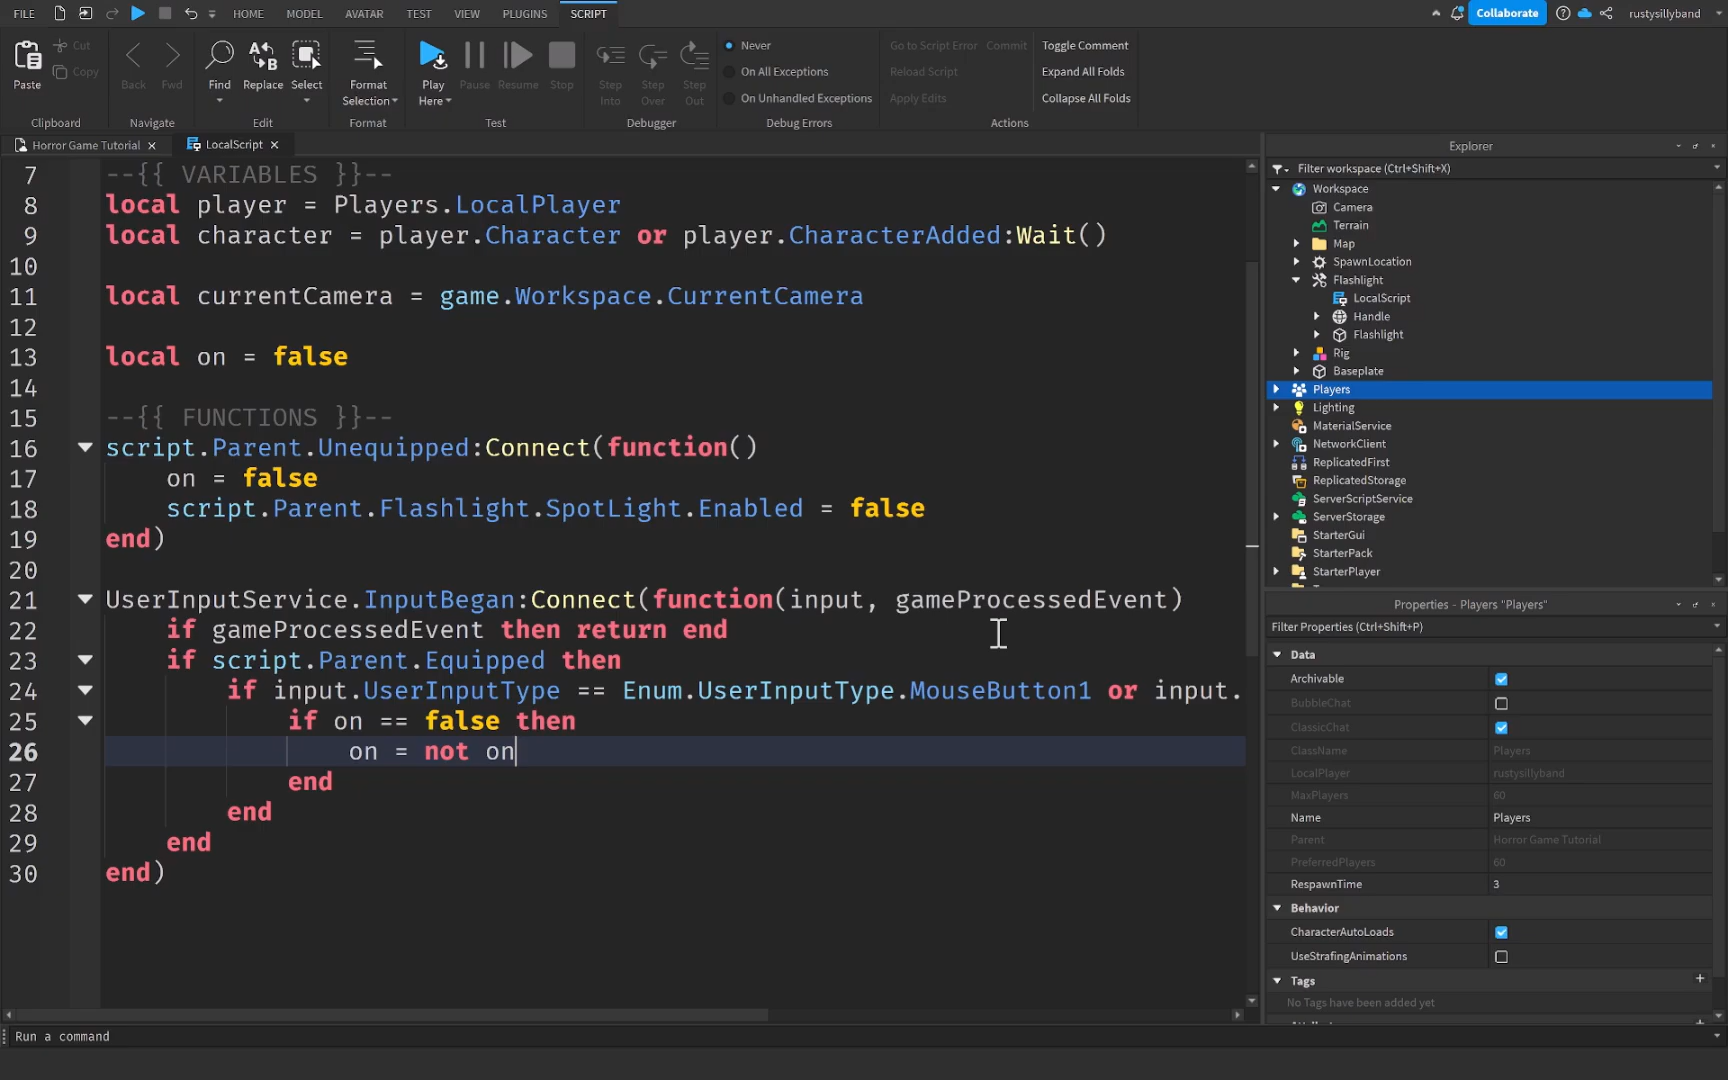 FILE HOME MODEL AVATAR TEST VIEW PLUGINS SCRIPT Collaborate rustysillyband
Paste Cut Copy
Back Fwd
Find Replace Select
Format Selection
Play Here Pause Resume Stop
Step Into Step Over Step Out
Never
On All Exceptions
On Unhandled Exceptions
Go to Script Error Commit
Reload Script
Apply Edits
Toggle Comment
Expand All Folds
Collapse All Folds
Clipboard Navigate Edit Format Test Debugger Debug Errors Actions
Horror Game Tutorial LocalScript
7 --{{ VARIABLES }}--
8 local player = Players.LocalPlayer
9 local character = player.Character or player.CharacterAdded:Wait()
10
11 local currentCamera = game.Workspace.CurrentCamera
12
13 local on = false
14
15 --{{ FUNCTIONS }}--
16 script.Parent.Unequipped:Connect(function()
17 on = false
18 script.Parent.Flashlight.SpotLight.Enabled = false
19 end)
20
21 UserInputService.InputBegan:Connect(function(input, gameProcessedEvent)
22 if gameProcessedEvent then return end
23 if script.Parent.Equipped then
24 if input.UserInputType == Enum.UserInputType.MouseButton1 or input.
25 if on == false then
26 on = not on
27 end
28 end
29 end
30 end)
Run a command
Explorer
Filter workspace (Ctrl+Shift+X)
Workspace
Camera
Terrain
Map
SpawnLocation
Flashlight
LocalScript
Handle
Flashlight
Rig
Baseplate
Players
Lighting
MaterialService
NetworkClient
ReplicatedFirst
ReplicatedStorage
ServerScriptService
ServerStorage
StarterGui
StarterPack
StarterPlayer
Properties - Players "Players"
Filter Properties (Ctrl+Shift+P)
Data
Archivable
BubbleChat
ClassicChat
ClassName Players
LocalPlayer rustysillyband
MaxPlayers 60
Name Players
Parent Horror Game Tutorial
PreferredPlayers 60
RespawnTime 3
Behavior
CharacterAutoLoads
UseStrafingAnimations
Tags
No Tags have been added yet